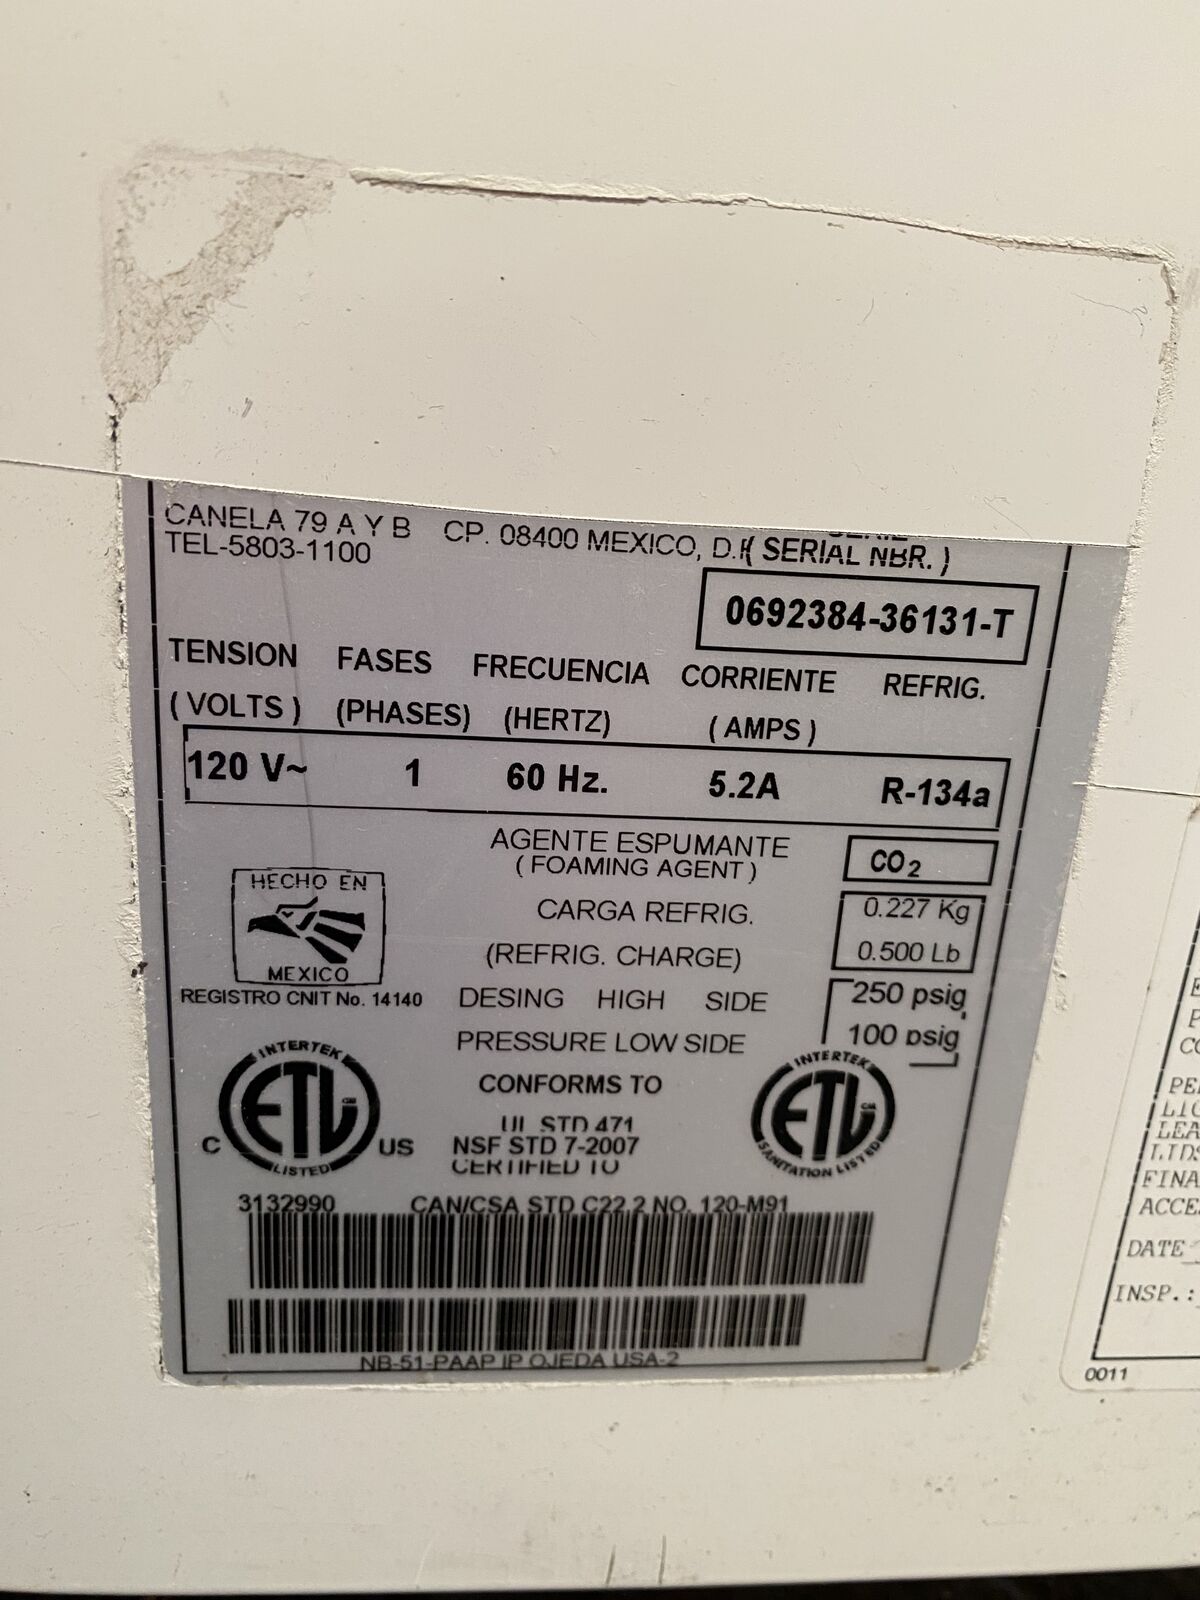 CANELA 79 A Y B CP. 08400 MEXICO, D.F
( SERIAL NBR. )
TEL-5803-1100
0692384-36131-T
TENSION FASES FRECUENCIA CORRIENTE REFRIG.
( VOLTS ) (PHASES) (HERTZ) ( AMPS )
120 V~ 1 60 Hz. 5.2A R-134a
AGENTE ESPUMANTE
( FOAMING AGENT )
CO2
HECHO EN
MEXICO
CARGA REFRIG. 0.227 Kg
(REFRIG. CHARGE) 0.500 Lb
REGISTRO CNIT No. 14140
DESING HIGH SIDE 250 psig
PRESSURE LOW SIDE 100 psig
INTERTEK
ETL
LISTED
C US
CONFORMS TO
UL STD 471
NSF STD 7-2007
CERTIFIED TO
INTERTEK
ETL
CM
SANITATION LISTED
3132990 CAN/CSA STD C22.2 NO. 120-M91
NB-51-PAAP IP OJEDA USA-2
LIDS
FINA
ACCE
DATE
INSP.:
0011